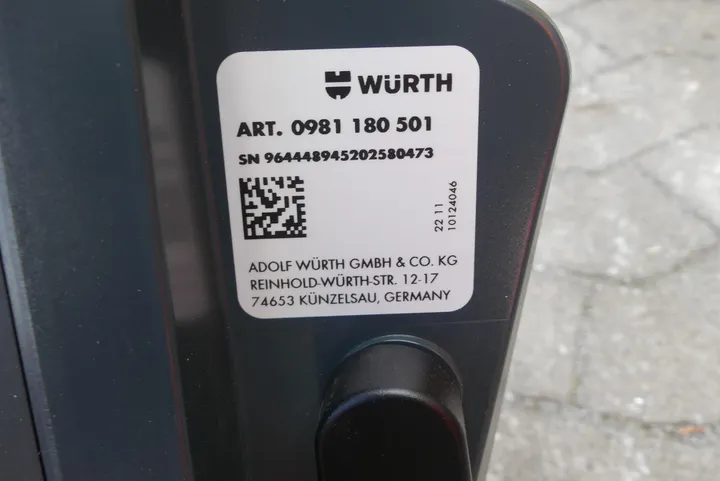 WÜRTH
ART. 0981 180 501
SN 964448945202580473
22 11
10124046
ADOLF WÜRTH GMBH & CO. KG
REINHOLD-WÜRTH-STR. 12-17
74653 KÜNZELSAU, GERMANY